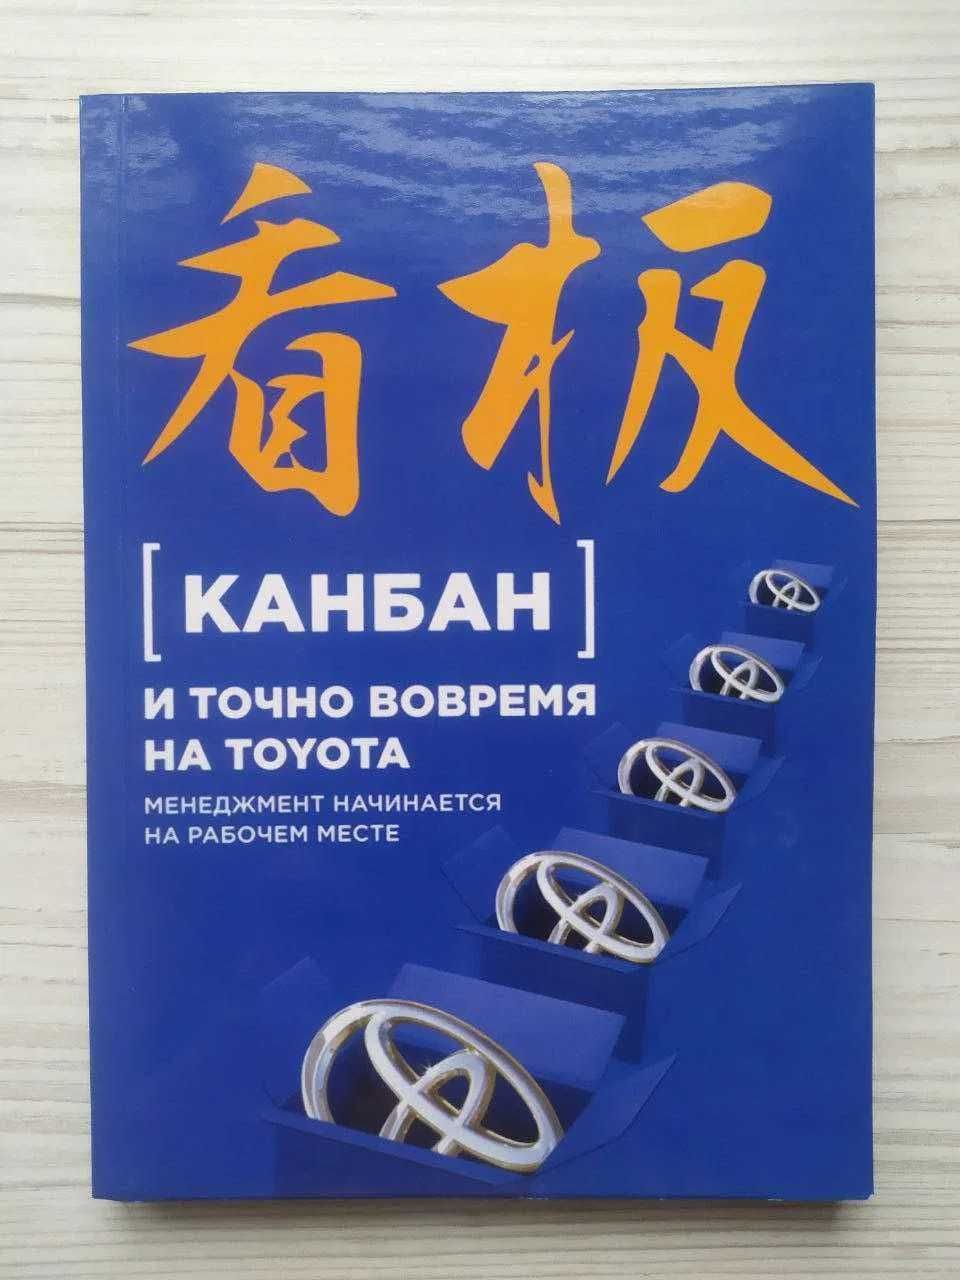 看板
[КАНБАН]
И ТОЧНО ВОВРЕМЯ
НА TOYOTA
МЕНЕДЖМЕНТ НАЧИНАЕТСЯ
НА РАБОЧЕМ МЕСТЕ